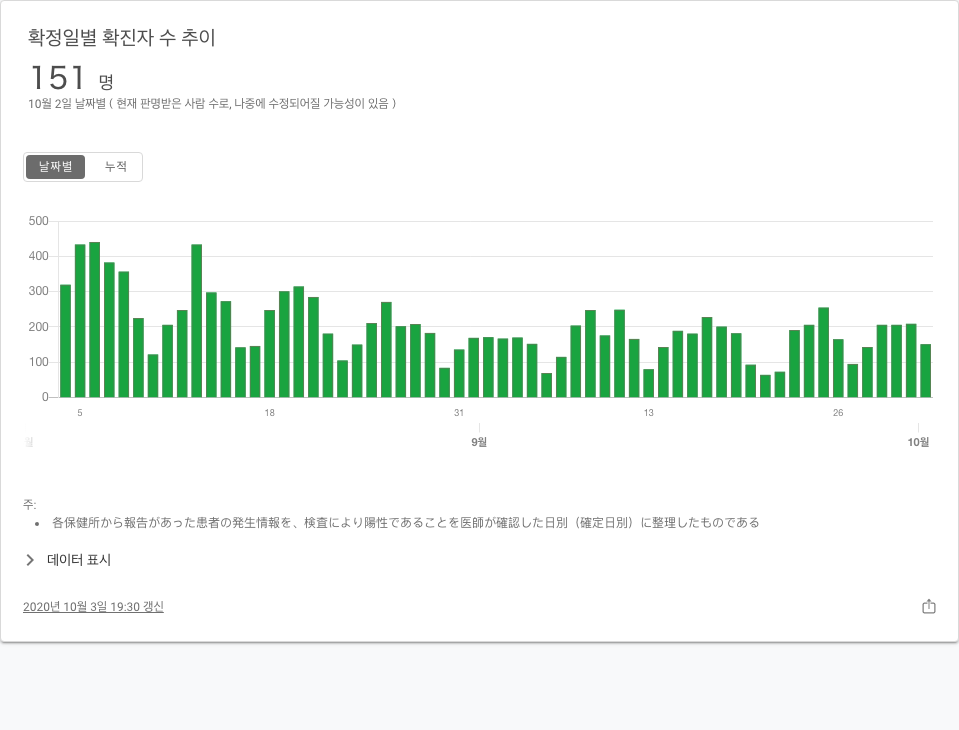 확정일별 확진자 수 추이
151 명
10월 2일 날짜별 ( 현재 판명받은 사람 수로, 나중에 수정되어질 가능성이 있음 )
날짜별 누적
500
400
300
200
100
0
5 18 31 13 26
월 9월 10월
주:
• 各保健所から報告があった患者の発生情報を、検査により陽性であることを医師が確認した日別（確定日別）に整理したものである
데이터 표시
2020년 10월 3일 19:30 갱신